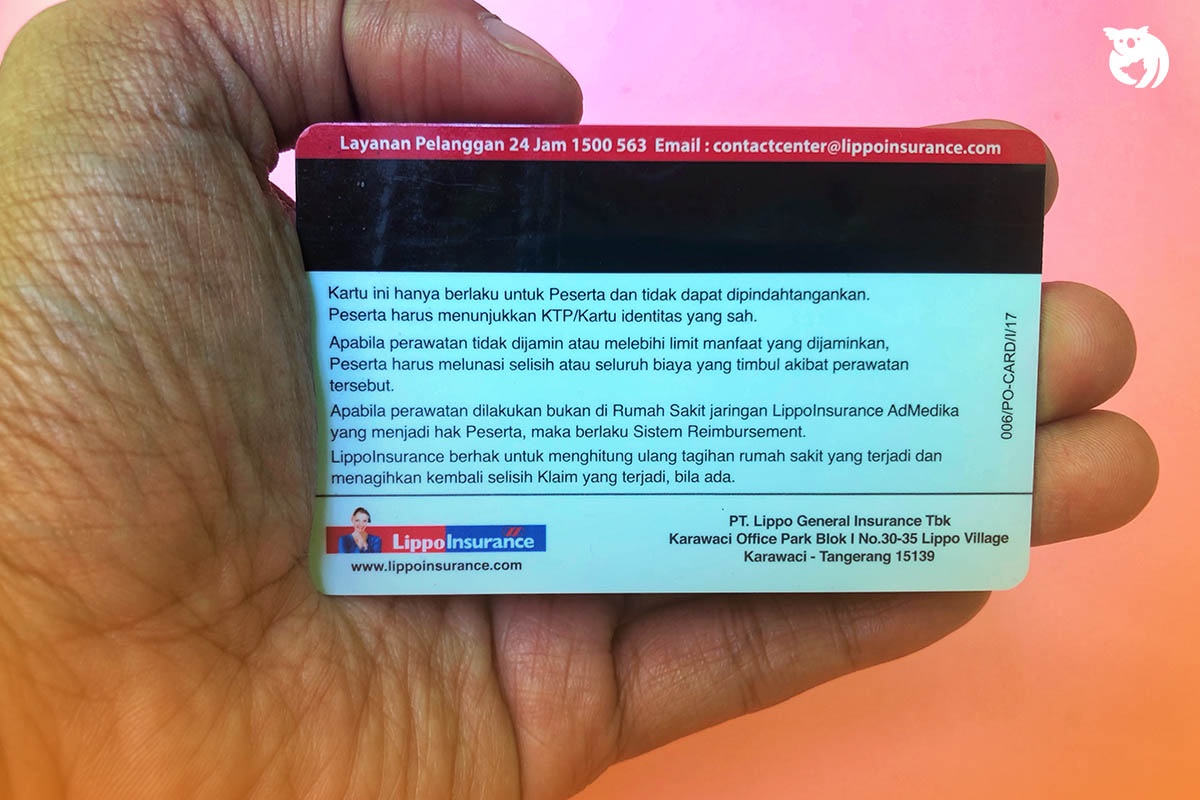 Layanan Pelanggan 24 Jam 1500 563 Email : contactcenter@lippoinsurance.com
Kartu ini hanya berlaku untuk Peserta dan tidak dapat dipindahtangankan.
Peserta harus menunjukkan KTP/Kartu identitas yang sah.
Apabila perawatan tidak dijamin atau melebihi limit manfaat yang dijaminkan,
Peserta harus melunasi selisih atau seluruh biaya yang timbul akibat perawatan
tersebut.
Apabila perawatan dilakukan bukan di Rumah Sakit jaringan LippoInsurance AdMedika
yang menjadi hak Peserta, maka berlaku Sistem Reimbursement.
LippoInsurance berhak untuk menghitung ulang tagihan rumah sakit yang terjadi dan
menagihkan kembali selisih Klaim yang terjadi, bila ada.
006/PO-CARD/I/17
LippoInsurance
www.lippoinsurance.com
PT. Lippo General Insurance Tbk
Karawaci Office Park Blok I No.30-35 Lippo Village
Karawaci - Tangerang 15139